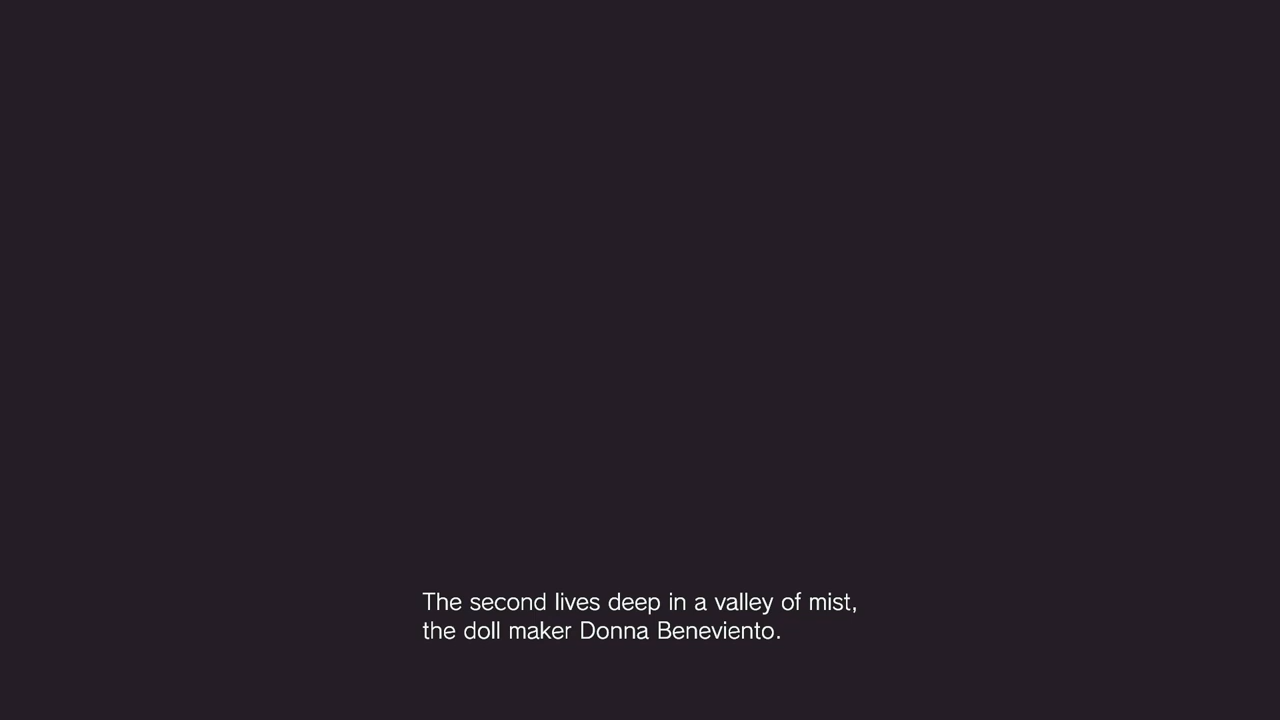 The second lives deep in a valley of mist,
the doll maker Donna Beneviento.